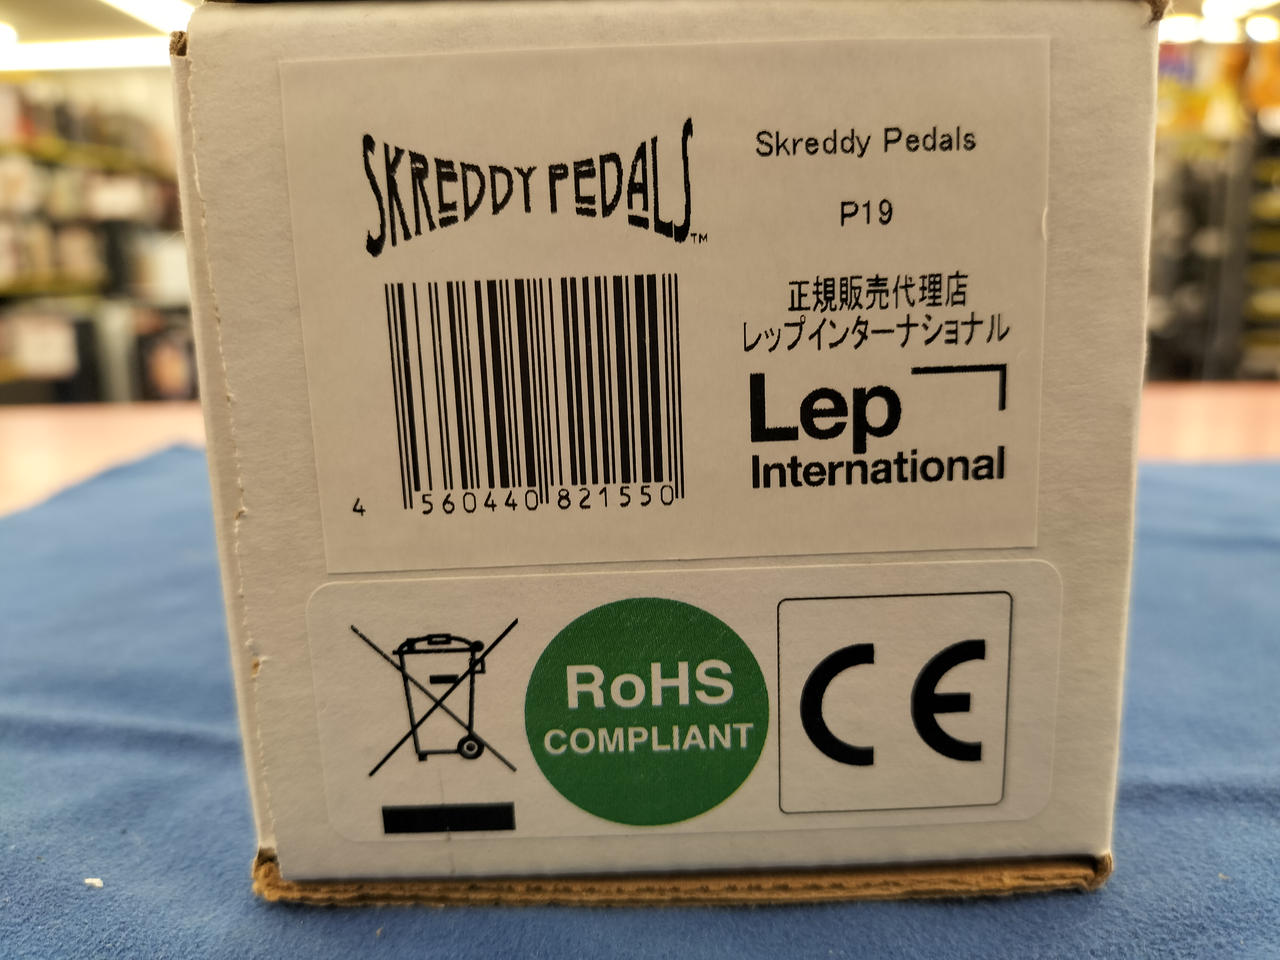 SKREDDY PEDALS™
Skreddy Pedals
P19
正規販売代理店
レップインターナショナル
Lep
International
4 560440 821550
RoHS
COMPLIANT
CE